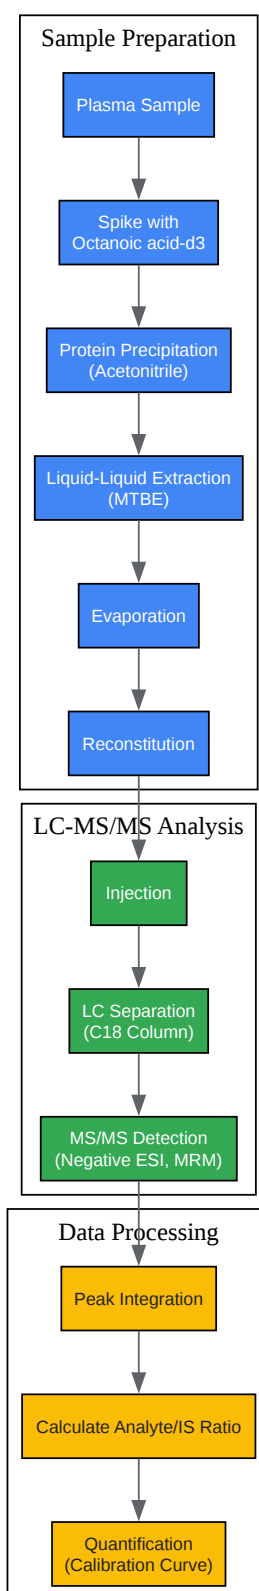 Sample Preparation
Plasma Sample
Spike with
Octanoic acid-d3
Protein Precipitation
(Acetonitrile)
Liquid-Liquid Extraction
(MTBE)
Evaporation
Reconstitution
LC-MS/MS Analysis
Injection
LC Separation
(C18 Column)
MS/MS Detection
(Negative ESI, MRM)
Data Processing
Peak Integration
Calculate Analyte/IS Ratio
Quantification
(Calibration Curve)